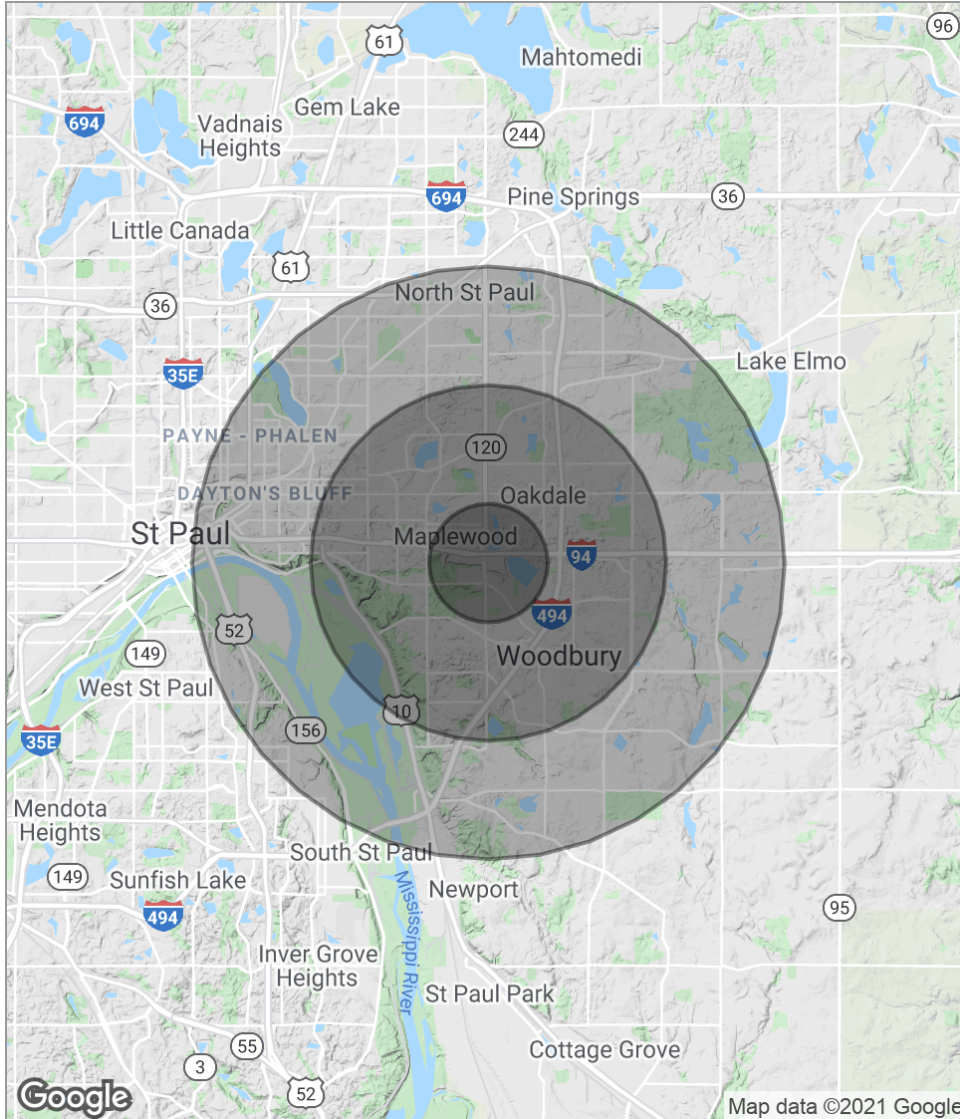 96
61
Mahtomedi
Gem Lake
694
Vadnais
Heights
244
694
Pine Springs
36
Little Canada
61
North St Paul
36
Lake Elmo
35E
PAYNE - PHALEN
120
DAYTON'S BLUFF
Oakdale
St Paul
Maplewood
94
494
52
149
Woodbury
West St Paul
10
156
35E
Mendota
Heights
South St Paul
149
Sunfish Lake
Newport
494
95
Mississippi River
Inver Grove
Heights
St Paul Park
55
Cottage Grove
3
52
Google
Map data ©2021 Google